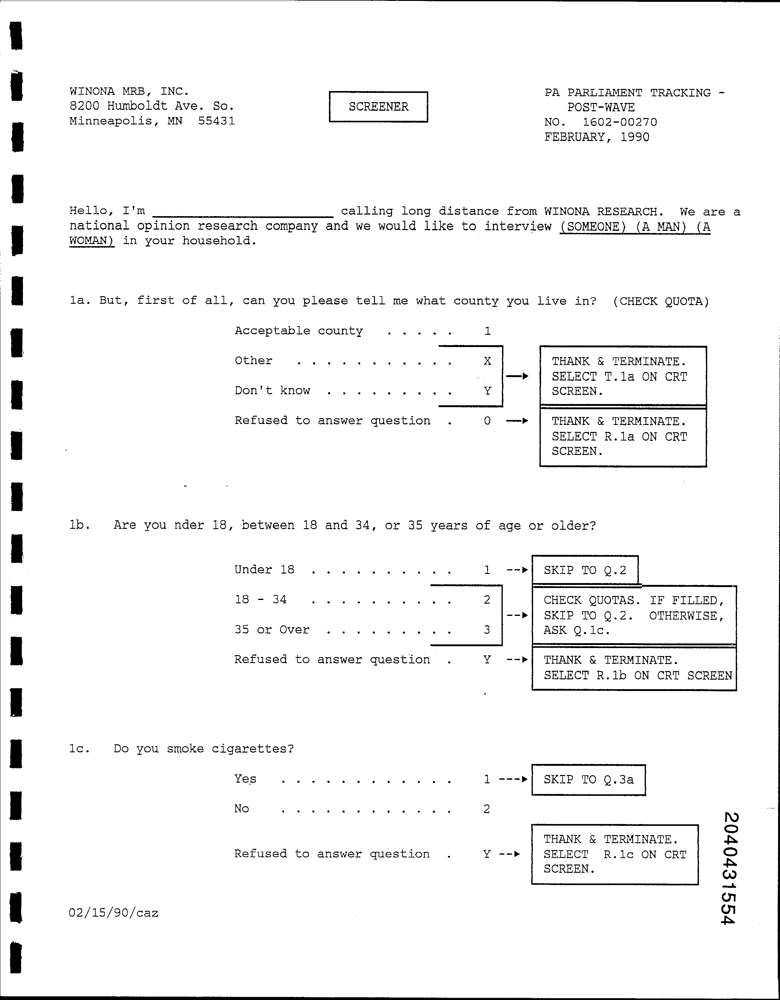 WINONA MRB, INC.
8200 Humboldt Ave. So.
Minneapolis, MN 55431
SCREENER
PA PARLIAMENT TRACKING -
POST-WAVE
NO. 1602-00270
FEBRUARY, 1990
Hello, I'm ____________ calling long distance from WINONA RESEARCH. We are a
national opinion research company and we would like to interview (SOMEONE) (A MAN) (A
WOMAN) in your household.
1a. But, first of all, can you please tell me what county you live in? (CHECK QUOTA)
Acceptable county . . . . . 1
Other . . . . . . . . . . . X
Don't know . . . . . . . . . Y
THANK & TERMINATE.
SELECT T.1a ON CRT
SCREEN.
Refused to answer question . 0
THANK & TERMINATE.
SELECT R.1a ON CRT
SCREEN.
1b. Are you nder 18, between 18 and 34, or 35 years of age or older?
Under 18 . . . . . . . . . . 1 --> SKIP TO Q.2
18 - 34 . . . . . . . . . . 2
35 or Over . . . . . . . . . 3
CHECK QUOTAS. IF FILLED,
SKIP TO Q.2. OTHERWISE,
ASK Q.1c.
Refused to answer question . Y -->
THANK & TERMINATE.
SELECT R.1b ON CRT SCREEN
1c. Do you smoke cigarettes?
Yes . . . . . . . . . . . . 1 ---> SKIP TO Q.3a
No . . . . . . . . . . . . 2
Refused to answer question . Y -->
THANK & TERMINATE.
SELECT R.1c ON CRT
SCREEN.
02/15/90/caz
2040431554